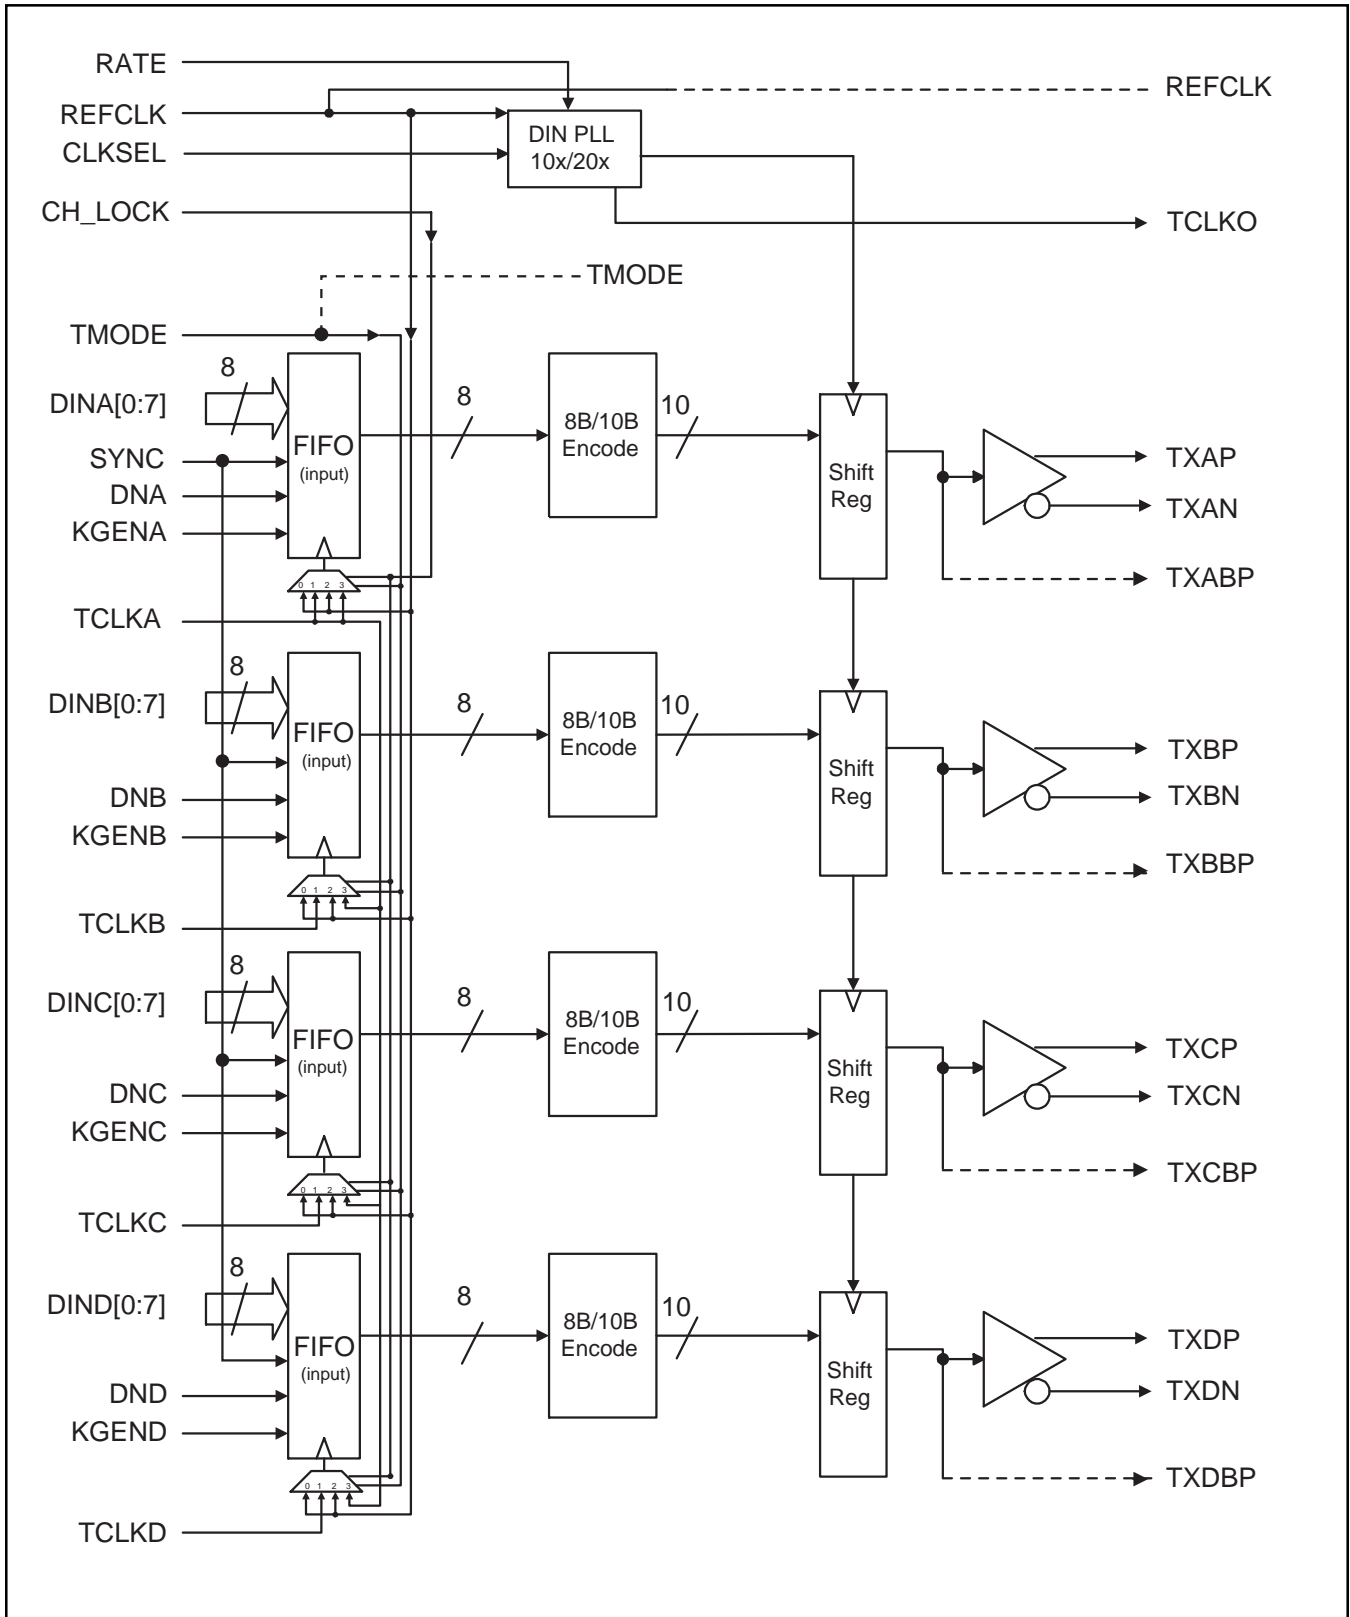 RATE
REFCLK
REFCLK
CLKSEL
DIN PLL
10x/20x
CH_LOCK
TCLKO
TMODE
TMODE
8
DINA[0:7]
SYNC
DNA
KGENA
FIFO
(input)
8
8B/10B
Encode
10
Shift
Reg
TXAP
TXAN
TXABP
0 1 2 3
TCLKA
8
DINB[0:7]
DNB
KGENB
FIFO
(input)
8
8B/10B
Encode
10
Shift
Reg
TXBP
TXBN
TXBBP
0 1 2 3
TCLKB
8
DINC[0:7]
DNC
KGENC
FIFO
(input)
8
8B/10B
Encode
10
Shift
Reg
TXCP
TXCN
TXCBP
0 1 2 3
TCLKC
8
DIND[0:7]
DND
KGEND
FIFO
(input)
8
8B/10B
Encode
10
Shift
Reg
TXDP
TXDN
TXDBP
0 1 2 3
TCLKD